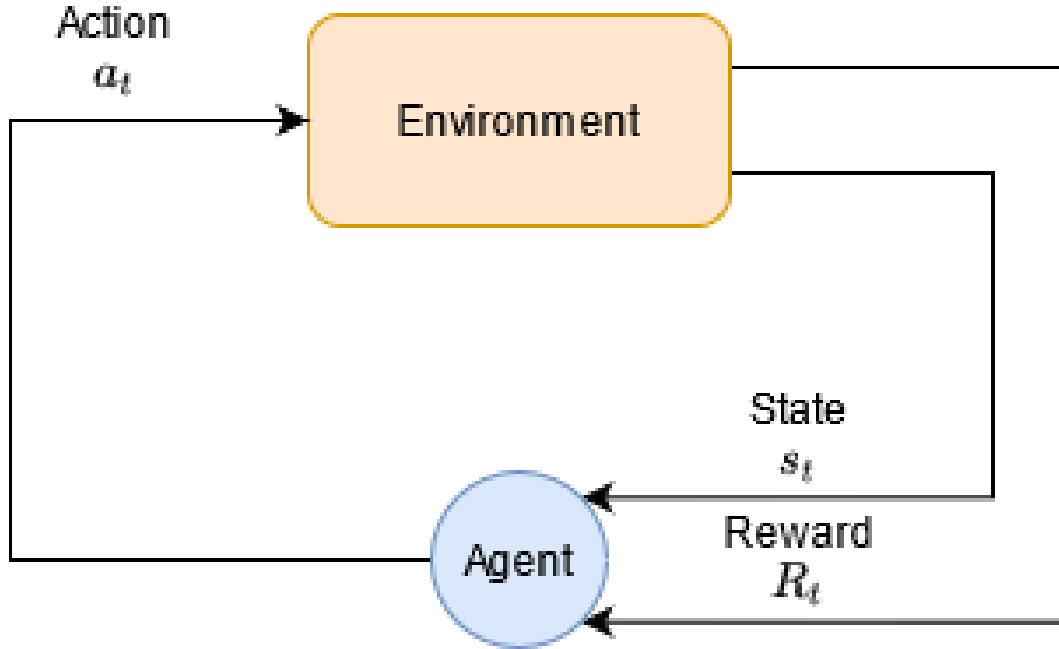 Action
a_t
Environment
State
s_t
Reward
R_t
Agent